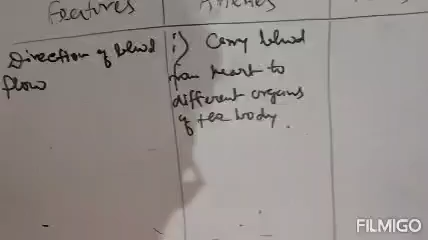 Features Arteries
Direction of blood
flow
i) Carry blood
from heart to
different organs
of the body.
FILMIGO